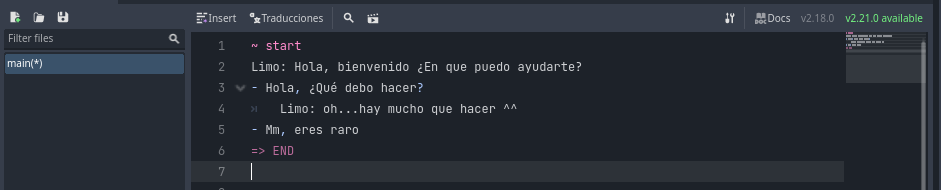 Insert Traducciones Docs v2.18.0 v2.21.0 available
Filter files
main(*)
1 ~ start
2 Limo: Hola, bienvenido ¿En que puedo ayudarte?
3 - Hola, ¿Qué debo hacer?
4 Limo: oh...hay mucho que hacer ^^
5 - Mm, eres raro
6 => END
7